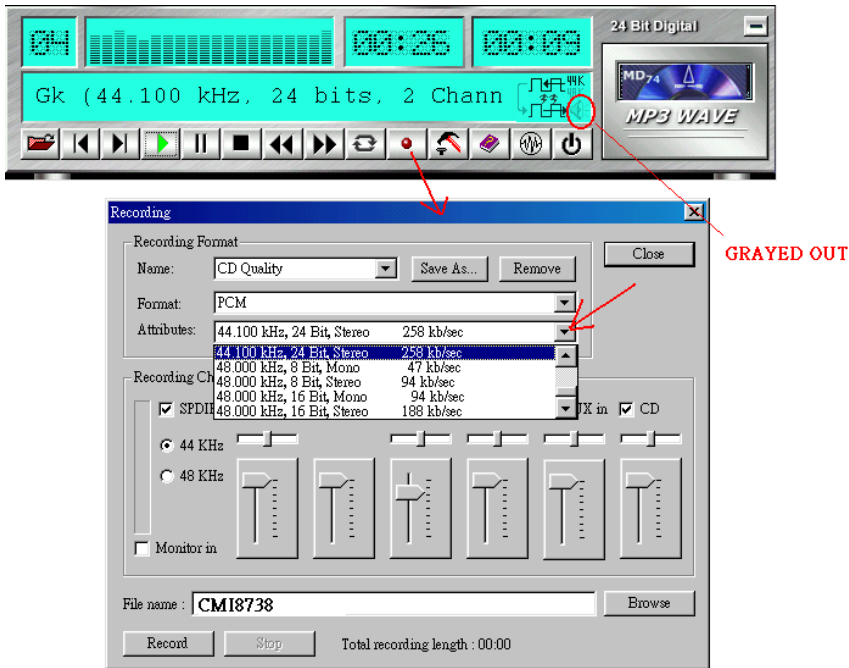 24 Bit Digital
04
00:26
00:09
Gk (44.100 kHz, 24 bits, 2 Chann
44K
MD74
MP3 WAVE
GRAYED OUT
Recording
Recording Format
Close
Name:
CD Quality
Save As...
Remove
Format:
PCM
Attributes:
44.100 kHz, 24 Bit, Stereo 258 kb/sec
44.100 kHz, 24 Bit, Stereo 258 kb/sec
48.000 kHz, 8 Bit, Mono 47 kb/sec
48.000 kHz, 8 Bit, Stereo 94 kb/sec
48.000 kHz, 16 Bit, Mono 94 kb/sec
48.000 kHz, 16 Bit, Stereo 188 kb/sec
Recording Ch
SPDIF
UX in
CD
44 KHz
48 KHz
Monitor in
File name :
CMI8738
Browse
Record
Stop
Total recording length : 00:00